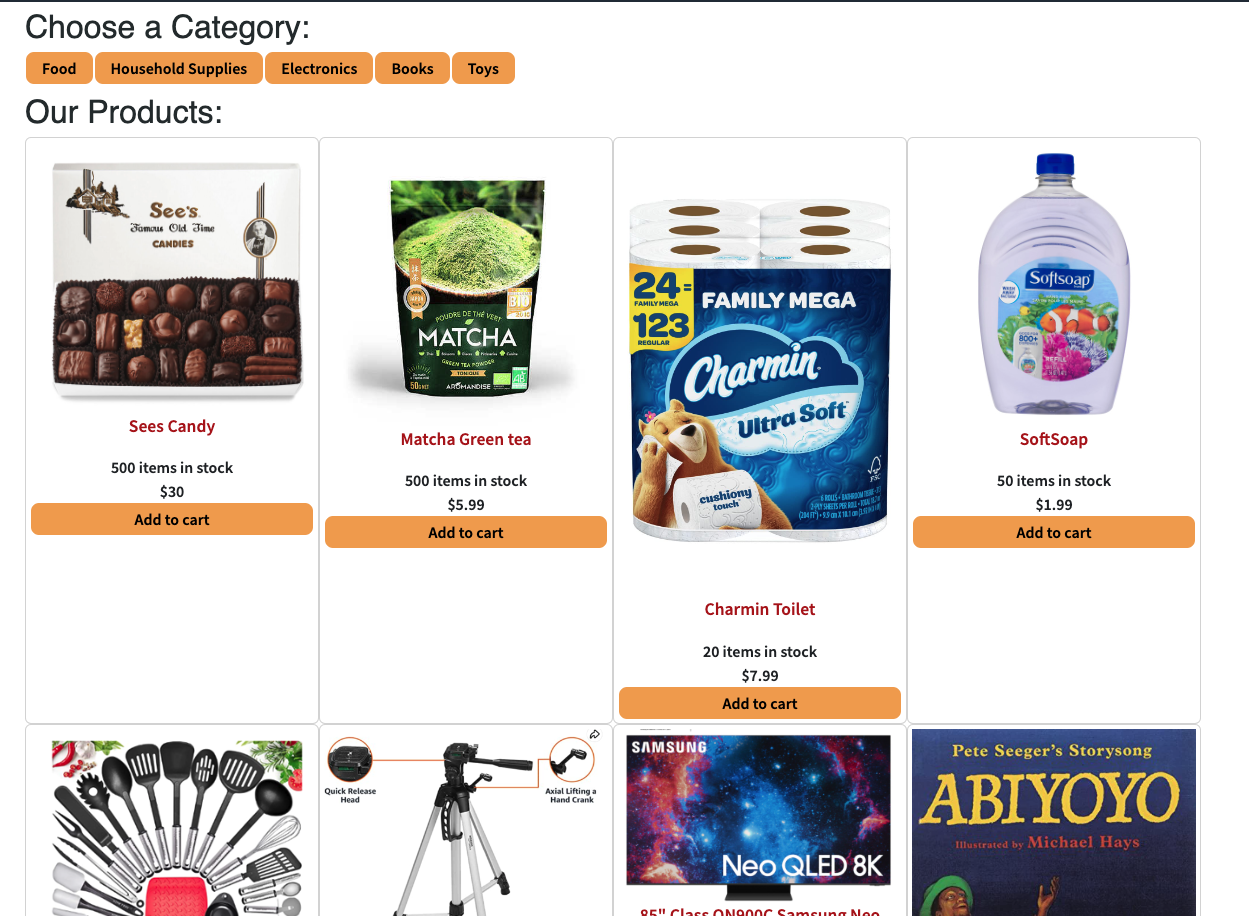 Choose a Category:
Food
Household Supplies
Electronics
Books
Toys
Our Products:
See's
Famous Old Time
CANDIES
Sees Candy
500 items in stock
$30
Add to cart
POUDRE DE THÉ VERT
MATCHA
GREEN TEA POWDER
TONIQUE
AROMANDISE
Matcha Green tea
500 items in stock
$5.99
Add to cart
24=
FAMILY MEGA
123
REGULAR
FAMILY MEGA
Charmin
Ultra Soft
cushiony
touch
FSC
Charmin Toilet
20 items in stock
$7.99
Add to cart
Softsoap
800+
REFILL
SoftSoap
50 items in stock
$1.99
Add to cart
Quick Release
Head
Axial Lifting a
Hand Crank
SAMSUNG
Neo QLED 8K
85" Class QN900C Samsung Neo
Pete Seeger's Storysong
ABIYOYO
Illustrated by Michael Hays